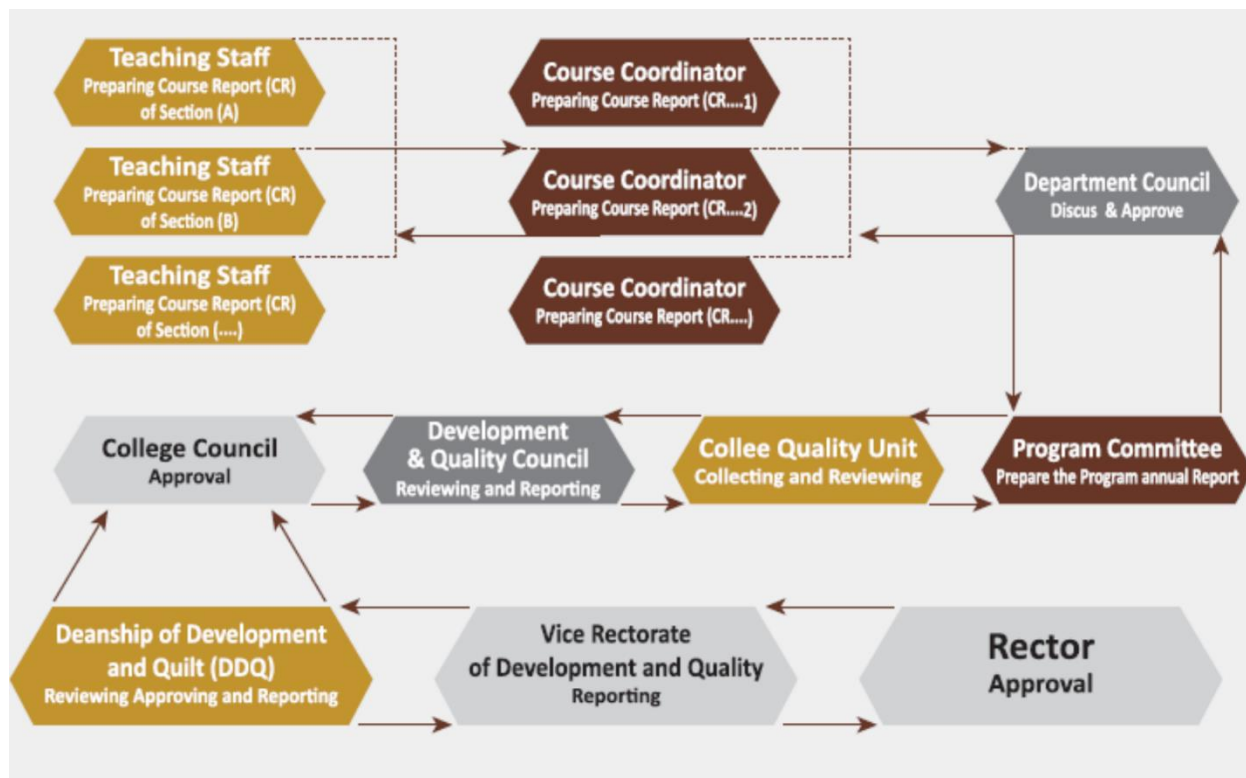 Teaching Staff
Preparing Course Report (CR)
of Section (A)
Course Coordinator
Preparing Course Report (CR....1)
Teaching Staff
Preparing Course Report (CR)
of Section (B)
Course Coordinator
Preparing Course Report (CR....2)
Department Council
Discus & Approve
Teaching Staff
Preparing Course Report (CR)
of Section (....)
Course Coordinator
Preparing Course Report (CR....)
College Council
Approval
Development
& Quality Council
Reviewing and Reporting
Collee Quality Unit
Collecting and Reviewing
Program Committee
Prepare the Program annual Report
Deanship of Development
and Quilt (DDQ)
Reviewing Approving and Reporting
Vice Rectorate
of Development and Quality
Reporting
Rector
Approval